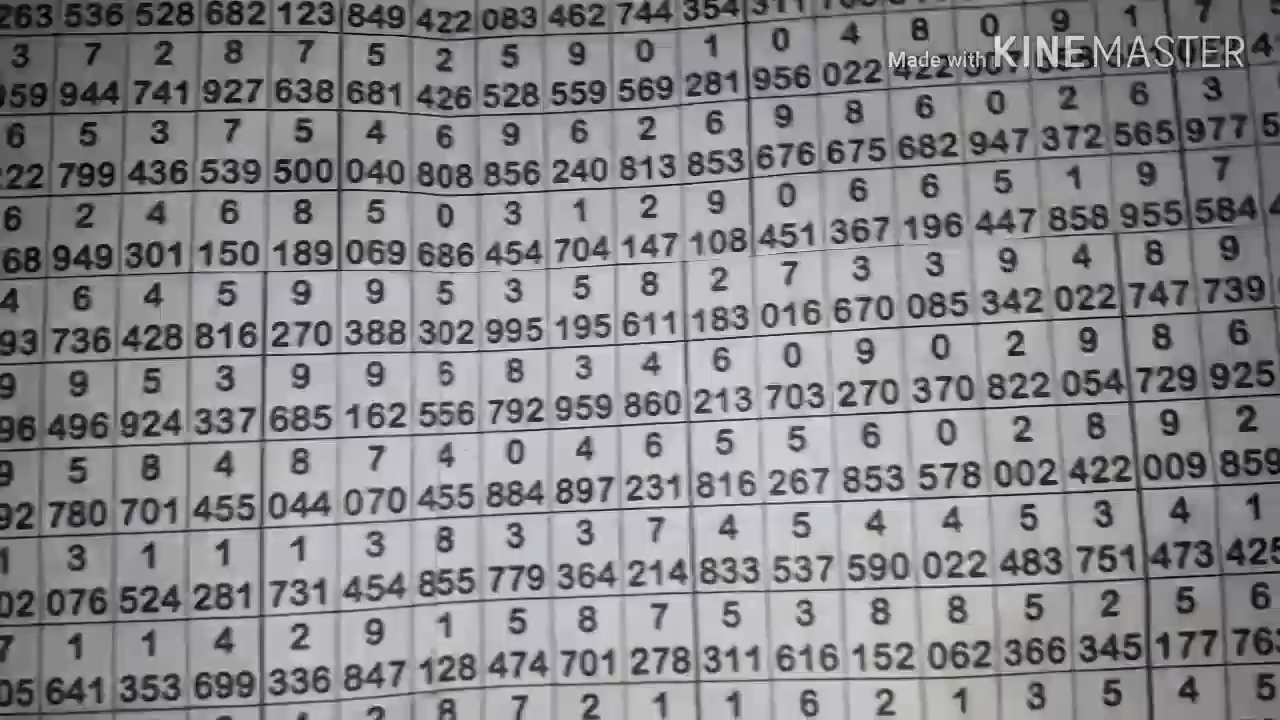 263 536 528 682 123 849 422 083 462 744 354
3 7 2 8 7 5 2 5 9 0 1 0 4 8 0 9 1 7
Made with KINEMASTER
959 944 741 927 638 681 426 528 559 569 281 956 022 422
6 5 3 7 5 4 6 9 6 2 6 9 8 6 0 2 6 3
22 799 436 539 500 040 808 856 240 813 853 676 675 682 947 372 565 977 5
6 2 4 6 8 5 0 3 1 2 9 0 6 6 5 1 9 7
68 949 301 150 189 069 686 454 704 147 108 451 367 196 447 858 955 584 4
4 6 4 5 9 9 5 3 5 8 2 7 3 3 9 4 8 9
93 736 428 816 270 388 302 995 195 611 183 016 670 085 342 022 747 739
9 9 5 3 9 9 6 8 3 4 6 0 9 0 2 9 8 6
96 496 924 337 685 162 556 792 959 860 213 703 270 370 822 054 729 925
9 5 8 4 8 7 4 0 4 6 5 5 6 0 2 8 9 2
92 780 701 455 044 070 455 884 897 231 816 267 853 578 002 422 009 859
1 3 1 1 1 3 8 3 3 7 4 5 4 4 5 3 4 1
02 076 524 281 731 454 855 779 364 214 833 537 590 022 483 751 473 425
7 1 1 4 2 9 1 5 8 7 5 3 8 8 5 2 5 6
05 641 353 699 336 847 128 474 701 278 311 616 152 062 366 345 177 763
8 7 2 1 1 6 2 1 3 5 4 5